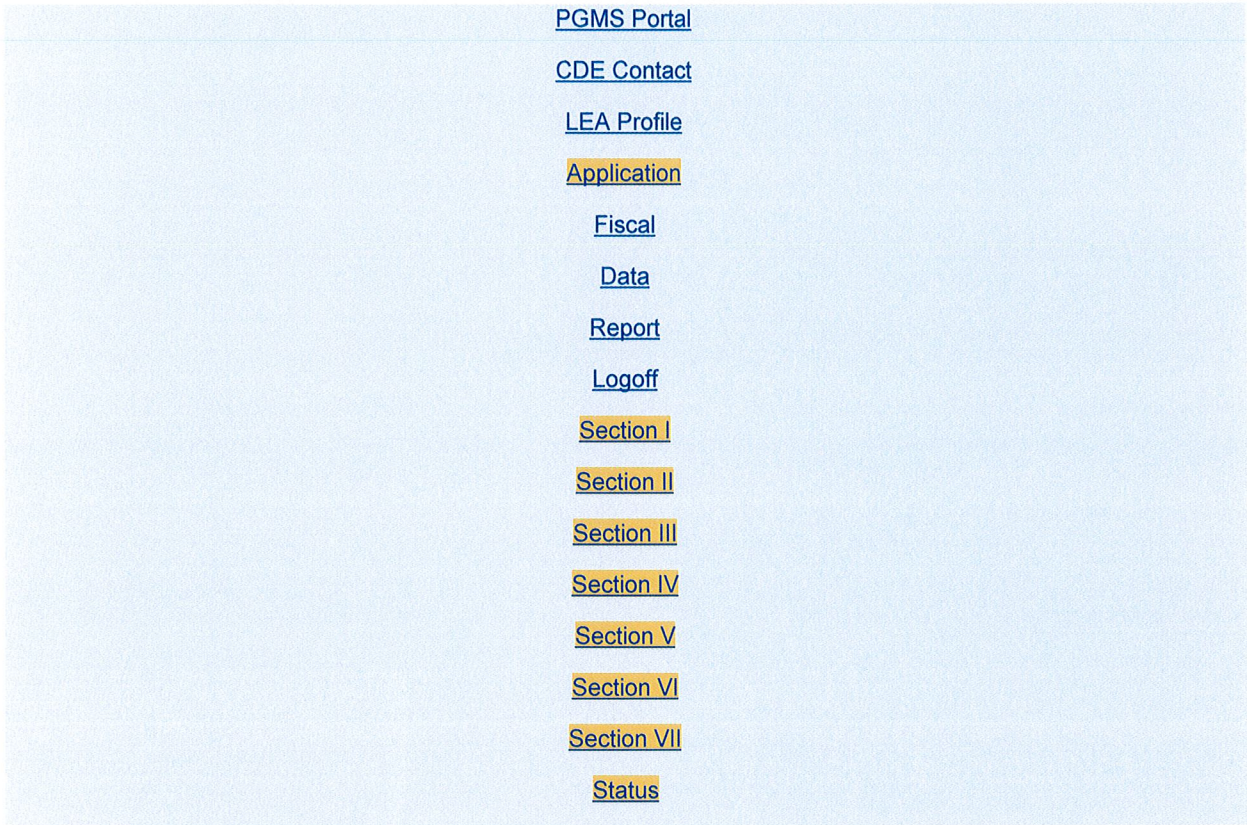 PGMS Portal
CDE Contact
LEA Profile
Application
Fiscal
Data
Report
Logoff
Section I
Section II
Section III
Section IV
Section V
Section VI
Section VII
Status